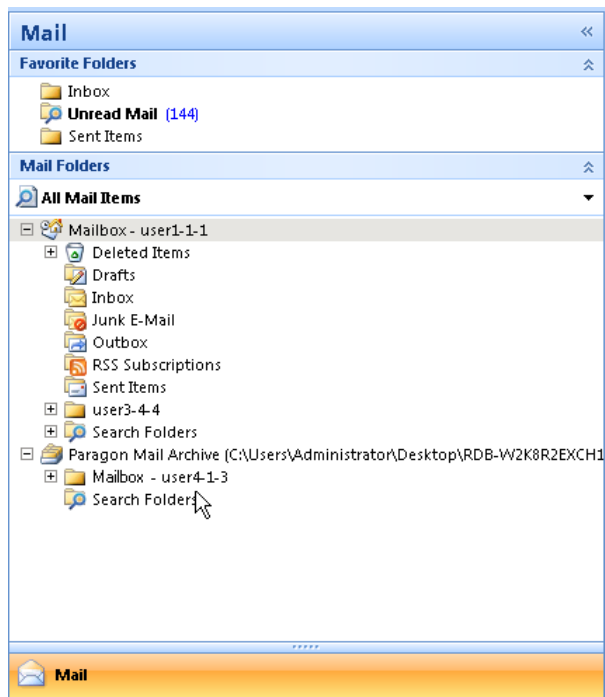 Mail
Favorite Folders
Inbox
Unread Mail (144)
Sent Items
Mail Folders
All Mail Items
Mailbox - user1-1-1
Deleted Items
Drafts
Inbox
Junk E-Mail
Outbox
RSS Subscriptions
Sent Items
user3-4-4
Search Folders
Paragon Mail Archive (C:\Users\Administrator\Desktop\RDB-W2K8R2EXCH1
Mailbox - user4-1-3
Search Folders
Mail